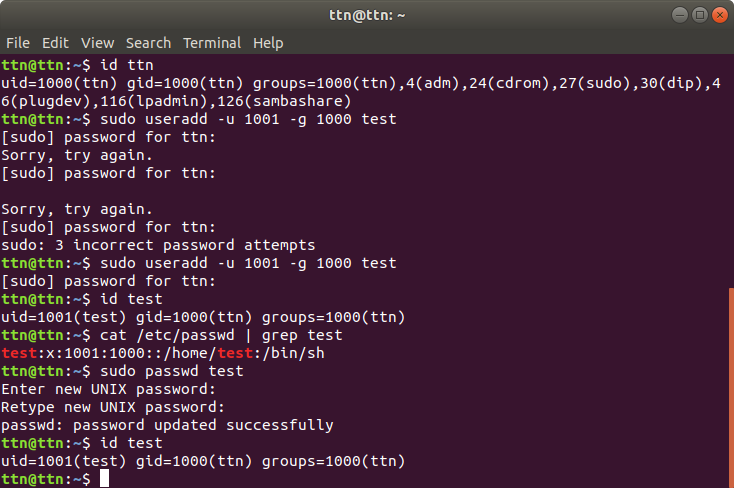 ttn@ttn: ~
File Edit View Search Terminal Help
ttn@ttn:~$ id ttn
uid=1000(ttn) gid=1000(ttn) groups=1000(ttn),4(adm),24(cdrom),27(sudo),30(dip),4
6(plugdev),116(lpadmin),126(sambashare)
ttn@ttn:~$ sudo useradd -u 1001 -g 1000 test
[sudo] password for ttn:
Sorry, try again.
[sudo] password for ttn:
Sorry, try again.
[sudo] password for ttn:
sudo: 3 incorrect password attempts
ttn@ttn:~$ sudo useradd -u 1001 -g 1000 test
[sudo] password for ttn:
ttn@ttn:~$ id test
uid=1001(test) gid=1000(ttn) groups=1000(ttn)
ttn@ttn:~$ cat /etc/passwd | grep test
test:x:1001:1000::/home/test:/bin/sh
ttn@ttn:~$ sudo passwd test
Enter new UNIX password:
Retype new UNIX password:
passwd: password updated successfully
ttn@ttn:~$ id test
uid=1001(test) gid=1000(ttn) groups=1000(ttn)
ttn@ttn:~$